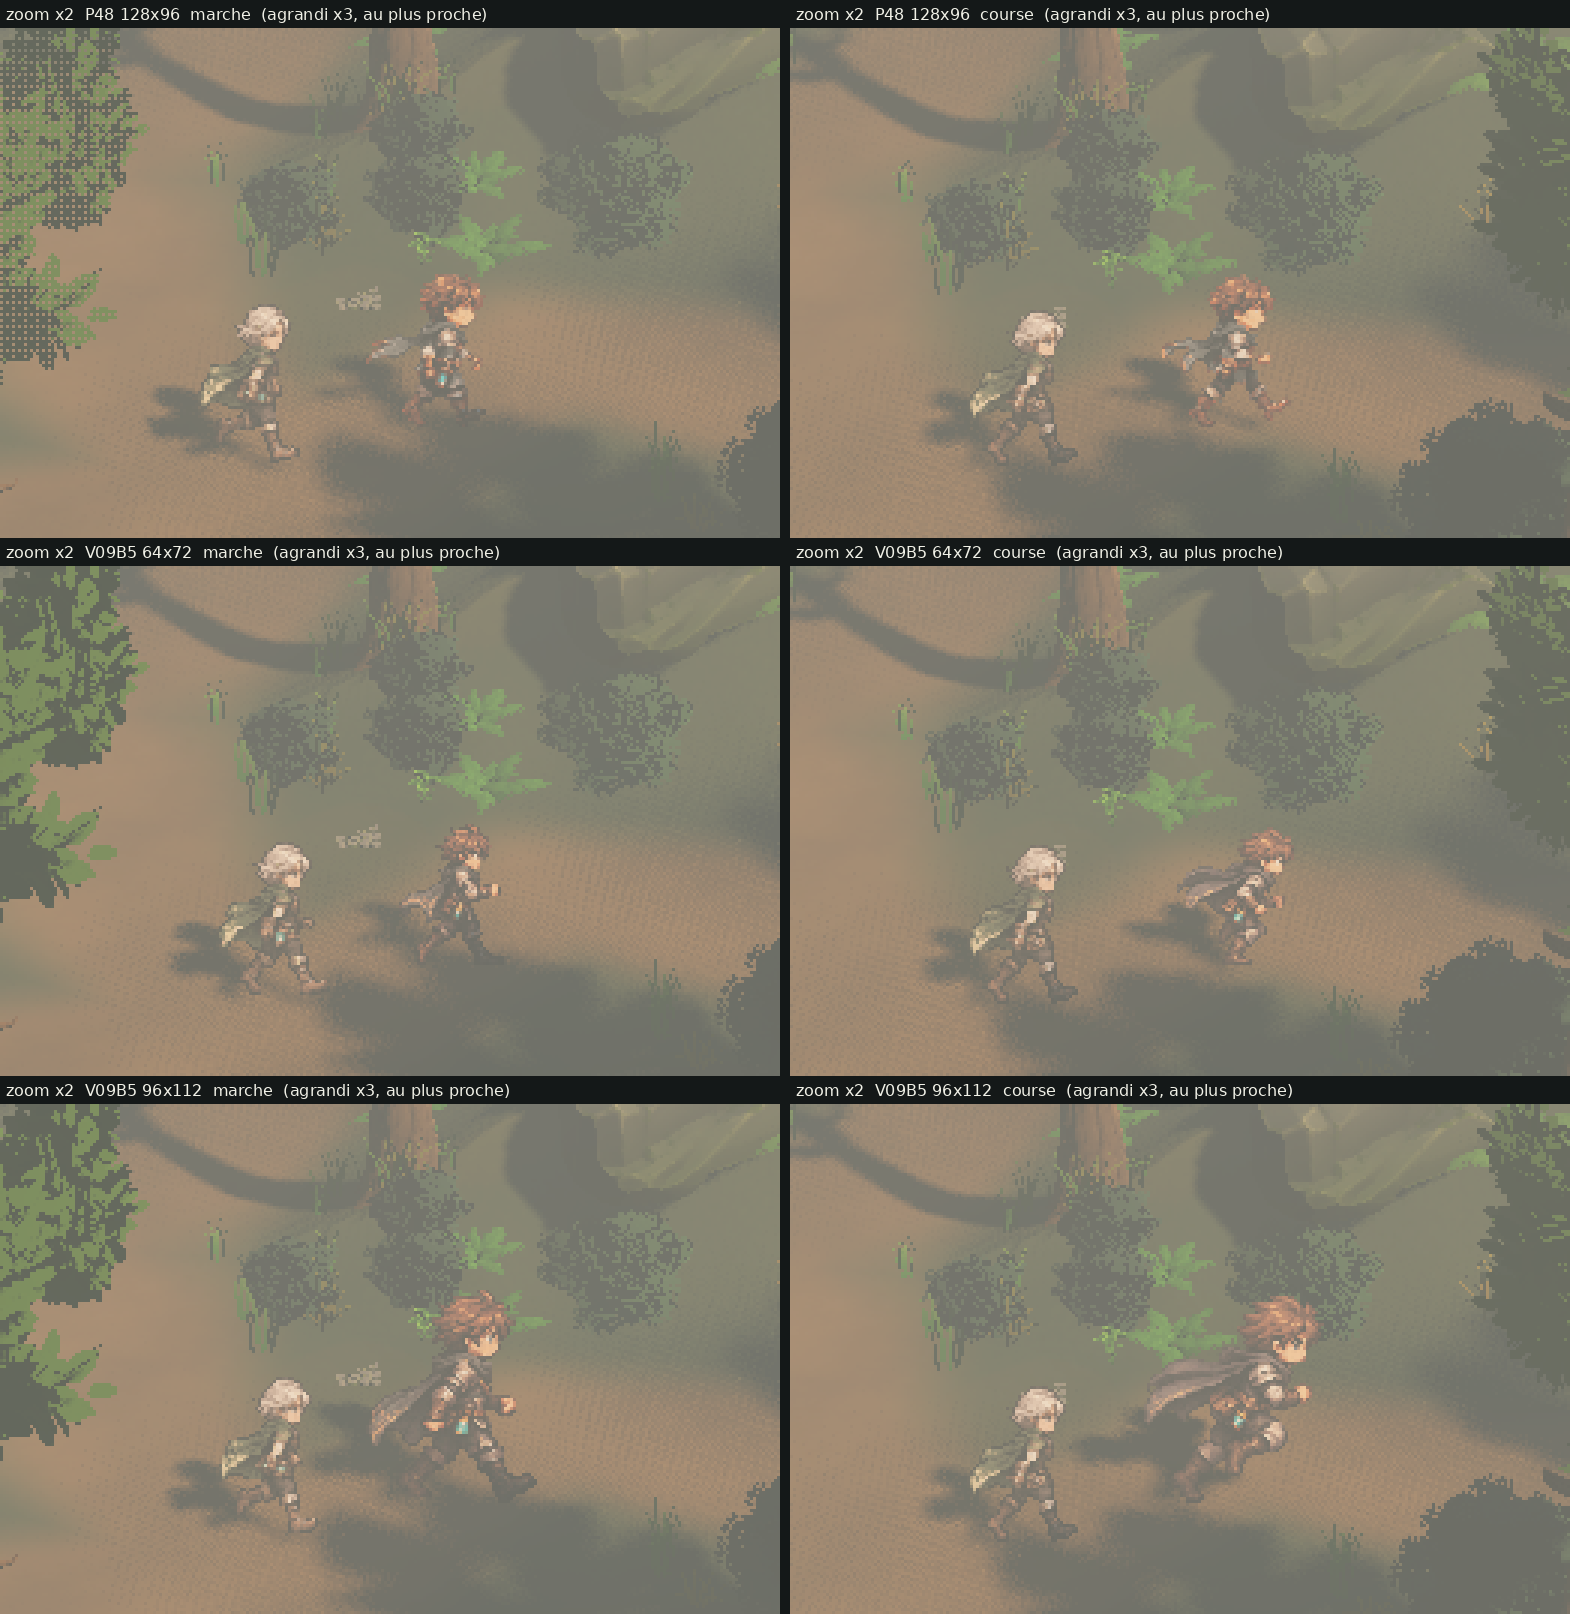 zoom x2  P48 128x96  marche  (agrandi x3, au plus proche)
zoom x2  P48 128x96  course  (agrandi x3, au plus proche)
zoom x2  V09B5 64x72  marche  (agrandi x3, au plus proche)
zoom x2  V09B5 64x72  course  (agrandi x3, au plus proche)
zoom x2  V09B5 96x112  marche  (agrandi x3, au plus proche)
zoom x2  V09B5 96x112  course  (agrandi x3, au plus proche)